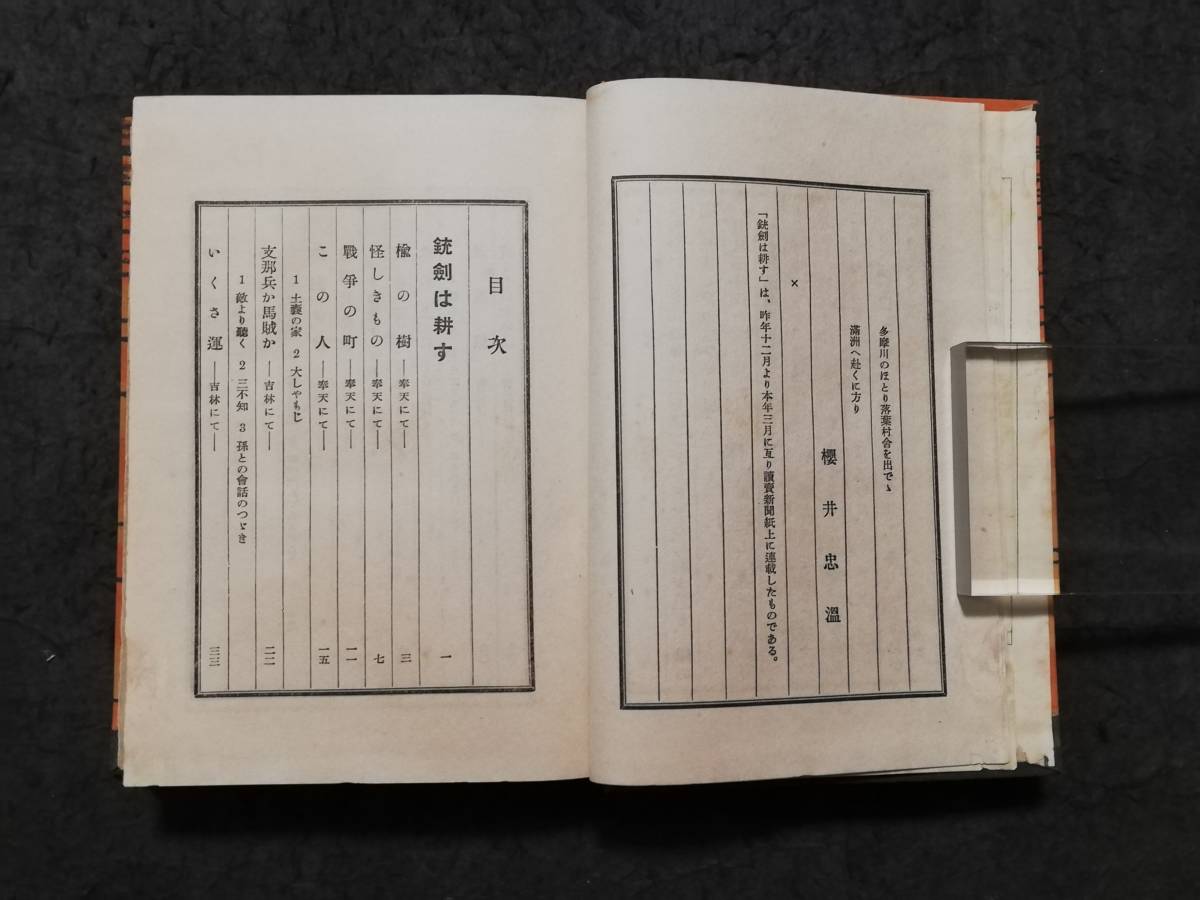 多摩川のほとり落葉村舎を出でゝ
滿洲へ赴くに方り
櫻井忠溫
×
「銃劍は耕す」は、昨年十二月より本年三月に亙り讀賣新聞紙上に連載したものである。
目次
銃劍は耕す 一
楡の樹――奉天にて―― 三
怪しきもの――奉天にて―― 七
戰爭の町――奉天にて―― 一一
この人――奉天にて―― 一五
1 土嚢の家 2 大しやもじ
支那兵か馬賊か――吉林にて―― 二二
1 敵より聽く 2 三不知 3 孫との會話のつゞき
いくさ運――吉林にて―― 三三